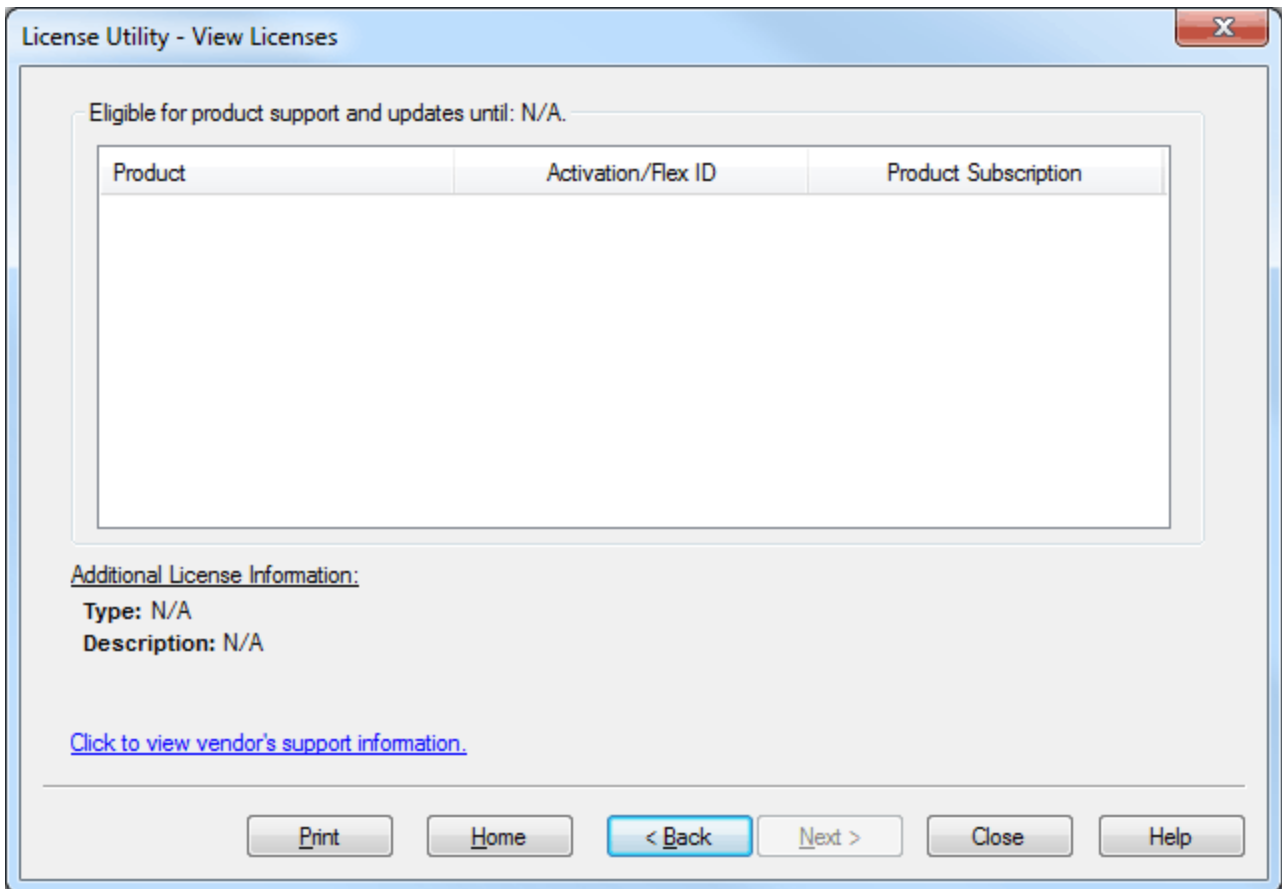 License Utility - View Licenses
X
Eligible for product support and updates until: N/A.
Product Activation/Flex ID Product Subscription
Additional License Information:
Type: N/A
Description: N/A
Click to view vendor's support information.
Print Home < Back Next > Close Help